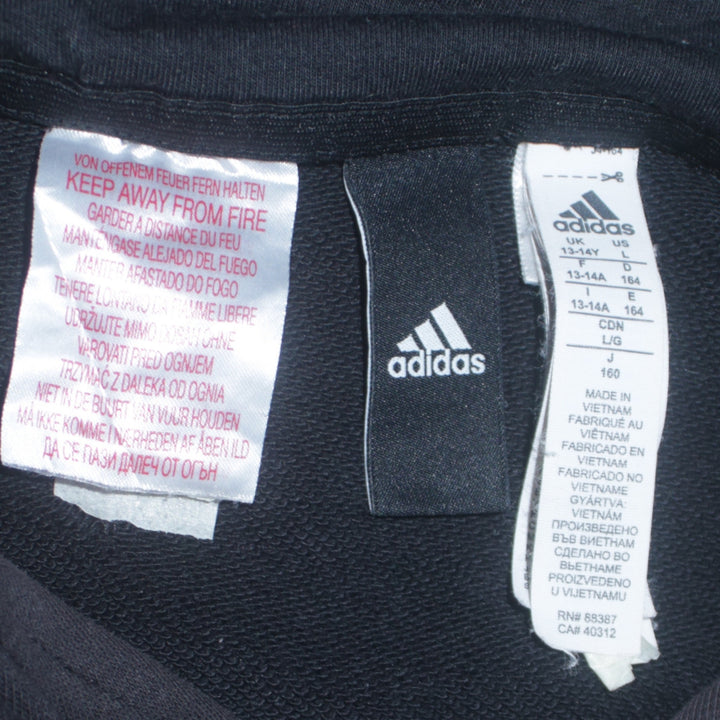 VON OFFENEM FEUER FERN HALTEN
KEEP AWAY FROM FIRE
GARDER A DISTANCE DU FEU
MANTÉNGASE ALEJADO DEL FUEGO
MANTER AFASTADO DO FOGO
TENERE LONTANO DA FIAMME LIBERE
UDRŽUJTE MIMO DOSAH OHNE
VAROVATI PRED OGNJEM
TRZYMAĆ Z DALEKA OD OGNIA
NIET IN DE BUURT VAN VUUR HOUDEN
MÅ IKKE KOMME I NÆRHEDEN AF ÅBEN ILD
ДА СЕ ПАЗИ ДАЛЕЧ ОТ ОГЪН
adidas
34-164
adidas
UK US
13-14Y L
F D
13-14A 164
I E
13-14A 164
CDN
L/G
J
160
MADE IN
VIETNAM
FABRIQUÉ AU
VIÊTNAM
FABRICADO EN
VIETNAM
FABRICADO NO
VIETNAM
GYÁRTVA:
VIETNÁM
ПРОИЗВЕДЕНО
ВЪВ ВИЕТНАМ
СДЕЛАНО ВО
ВЬЕТНАМЕ
PROIZVEDENO
U VIJETNAMU
RN# 88387
CA# 40312